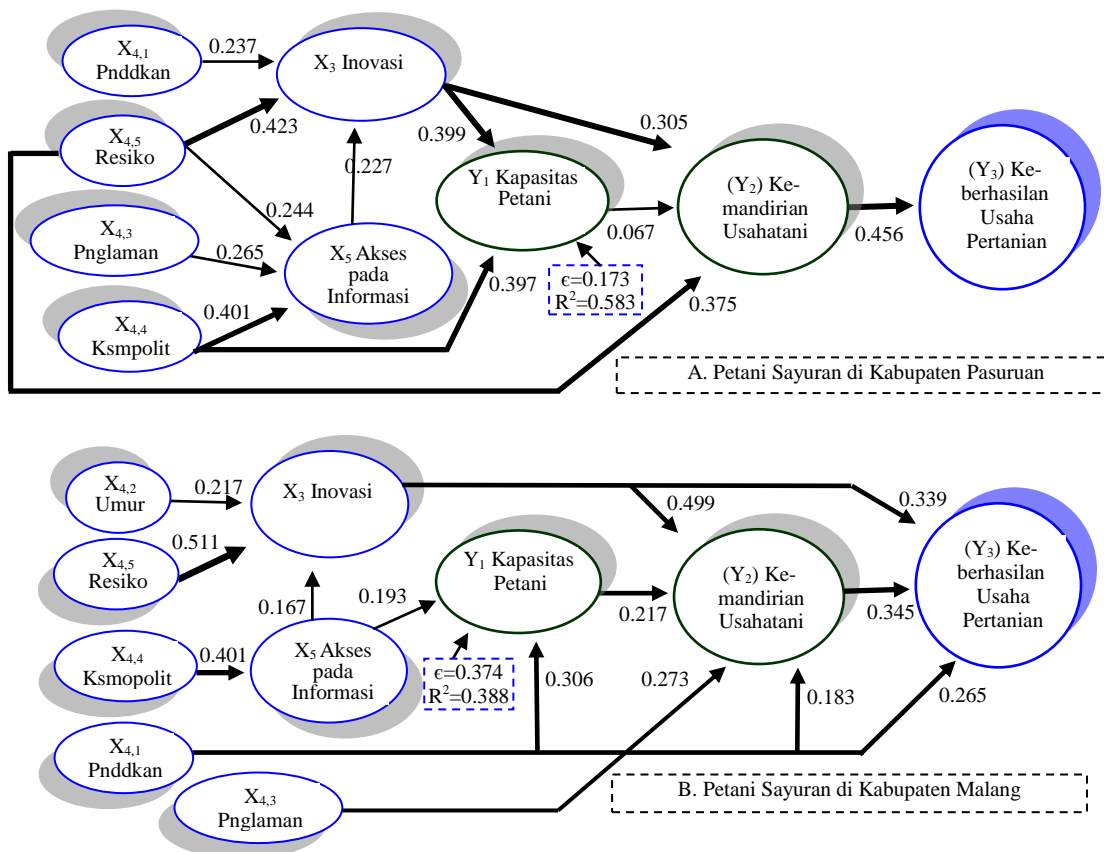 X4,1
Pnddkan
0.237
X3 Inovasi
X4,5
Resiko
0.423
0.399
0.305
0.227
Y1 Kapasitas
Petani
(Y2) Ke-
mandirian
Usahatani
(Y3) Ke-
berhasilan
Usaha
Pertanian
0.244
X4,3
Pnglaman
0.265
X5 Akses
pada
Informasi
0.067
0.456
0.397
ϵ=0.173
R2=0.583
0.375
X4,4
Ksmpolit
0.401
A. Petani Sayuran di Kabupaten Pasuruan
X4,2
Umur
0.217
X3 Inovasi
0.499
0.339
X4,5
Resiko
0.511
Y1 Kapasitas
Petani
(Y2) Ke-
mandirian
Usahatani
(Y3) Ke-
berhasilan
Usaha
Pertanian
0.167
0.193
0.217
0.345
X4,4
Ksmopolit
0.401
X5 Akses
pada
Informasi
ϵ=0.374
R2=0.388
0.306
0.273
0.183
0.265
X4,1
Pnddkan
X4,3
Pnglaman
B. Petani Sayuran di Kabupaten Malang